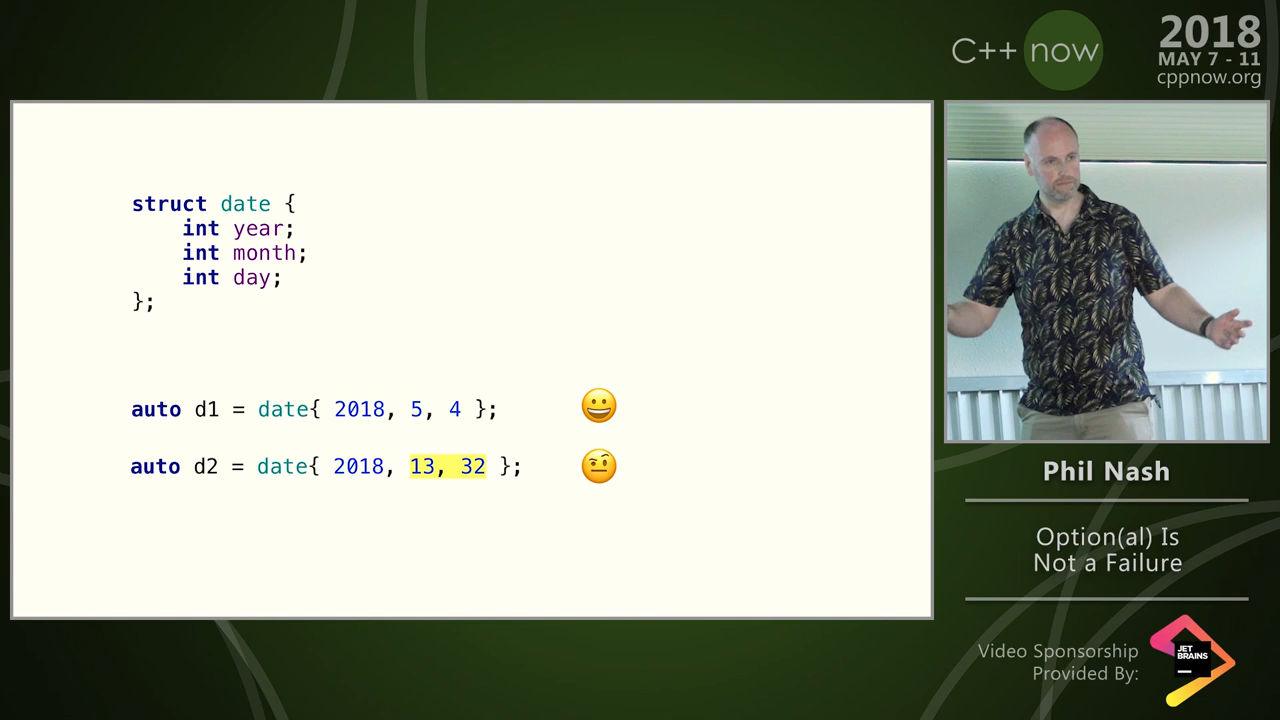 C++ now
2018
MAY 7 - 11
cppnow.org
struct date {
    int year;
    int month;
    int day;
};
auto d1 = date{ 2018, 5, 4 };
auto d2 = date{ 2018, 13, 32 };
Phil Nash
Option(al) Is
Not a Failure
Video Sponsorship
Provided By:
JET
BRAINS